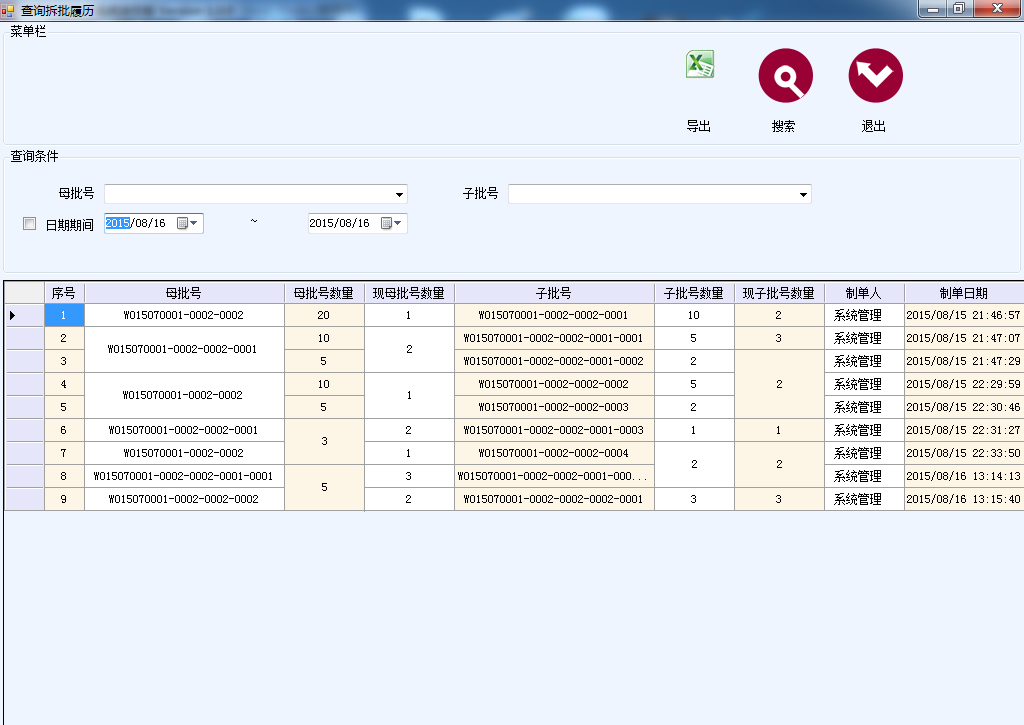 查询拆批履历
菜单栏
导出 搜索 退出
查询条件
母批号 子批号
日期期间 2015/08/16 ~ 2015/08/16
序号 母批号 母批号数量 现母批号数量 子批号 子批号数量 现子批号数量 制单人 制单日期
1 W015070001-0002-0002 20 1 W015070001-0002-0002-0001 10 2 系统管理 2015/08/15 21:46:57
2 W015070001-0002-0002-0001 10 2 W015070001-0002-0002-0001-0001 5 3 系统管理 2015/08/15 21:47:07
3 5 W015070001-0002-0002-0001-0002 2 2 系统管理 2015/08/15 21:47:29
4 W015070001-0002-0002 10 1 W015070001-0002-0002-0002 5 系统管理 2015/08/15 22:29:59
5 5 W015070001-0002-0002-0003 2 系统管理 2015/08/15 22:30:46
6 W015070001-0002-0002-0001 3 2 W015070001-0002-0002-0001-0003 1 1 系统管理 2015/08/15 22:31:27
7 W015070001-0002-0002 1 W015070001-0002-0002-0004 2 2 系统管理 2015/08/15 22:33:50
8 W015070001-0002-0002-0001-0001 5 3 W015070001-0002-0002-0001-000... 系统管理 2015/08/16 13:14:13
9 W015070001-0002-0002-0002 2 W015070001-0002-0002-0002-0001 3 3 系统管理 2015/08/16 13:15:40